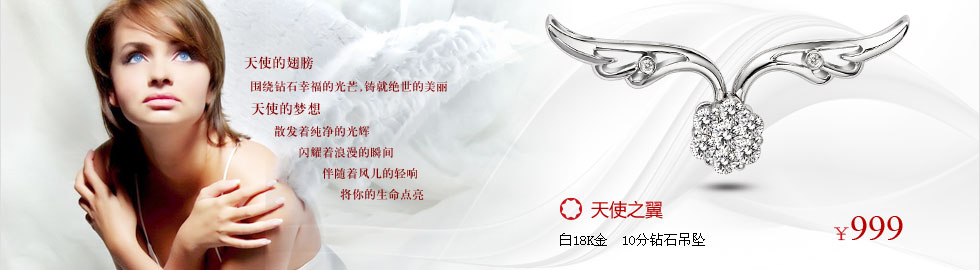 天使的翅膀
围绕钻石幸福的光芒,铸就绝世的美丽
天使的梦想
散发着纯净的光辉
闪耀着浪漫的瞬间
伴随着风儿的轻响
将你的生命点亮
天使之翼
白18K金 10分钻石吊坠
¥999